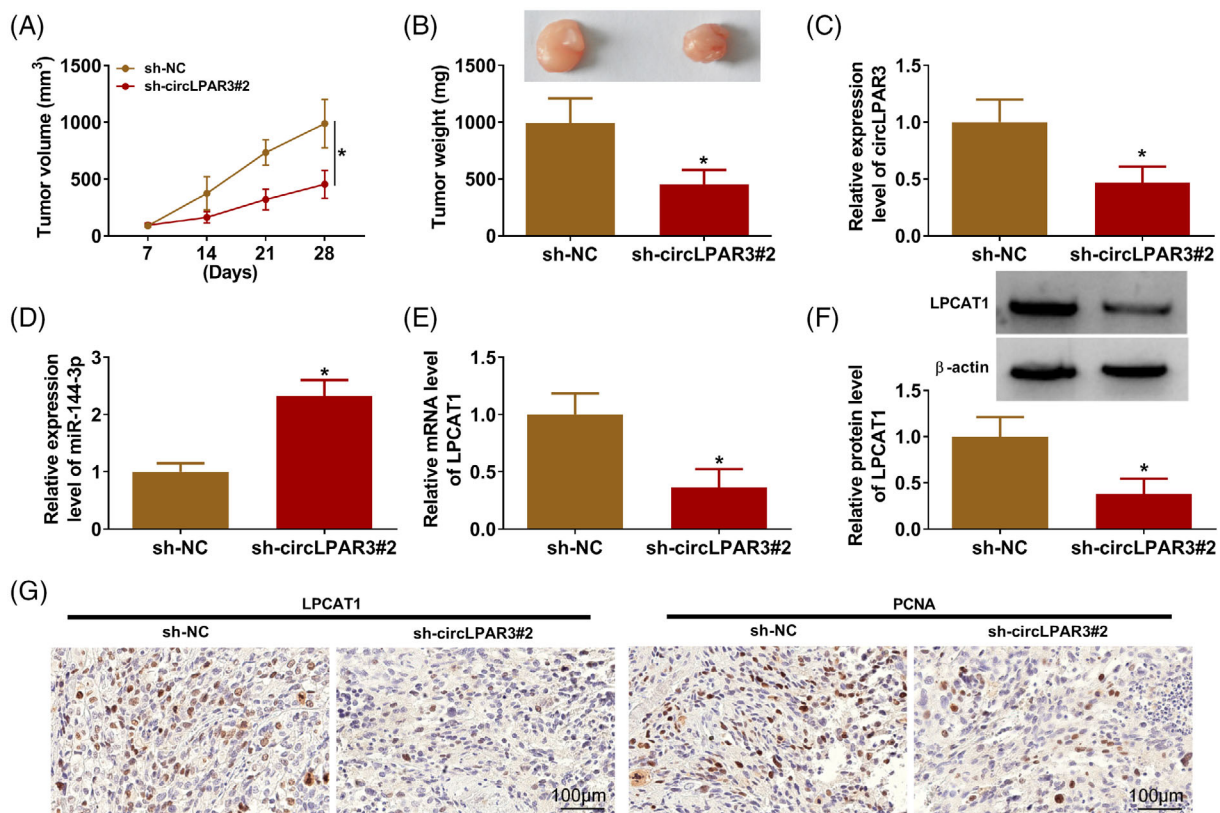 (A)
Tumor volume (mm³)
1500
1000
500
0
sh-NC
sh-circLPAR3#2
*
7 14 21 28
(Days)
(B)
Tumor weight (mg)
1500
1000
500
0
*
sh-NC sh-circLPAR3#2
(C)
Relative expression
level of circLPAR3
1.5
1.0
0.5
0.0
*
sh-NC sh-circLPAR3#2
(D)
Relative expression
level of miR-144-3p
3
2
1
0
*
sh-NC sh-circLPAR3#2
(E)
Relative mRNA level
of LPCAT1
1.5
1.0
0.5
0.0
*
sh-NC sh-circLPAR3#2
(F)
LPCAT1
β-actin
Relative protein level
of LPCAT1
1.5
1.0
0.5
0.0
*
sh-NC sh-circLPAR3#2
(G)
LPCAT1 PCNA
sh-NC sh-circLPAR3#2 sh-NC sh-circLPAR3#2
100μm 100μm